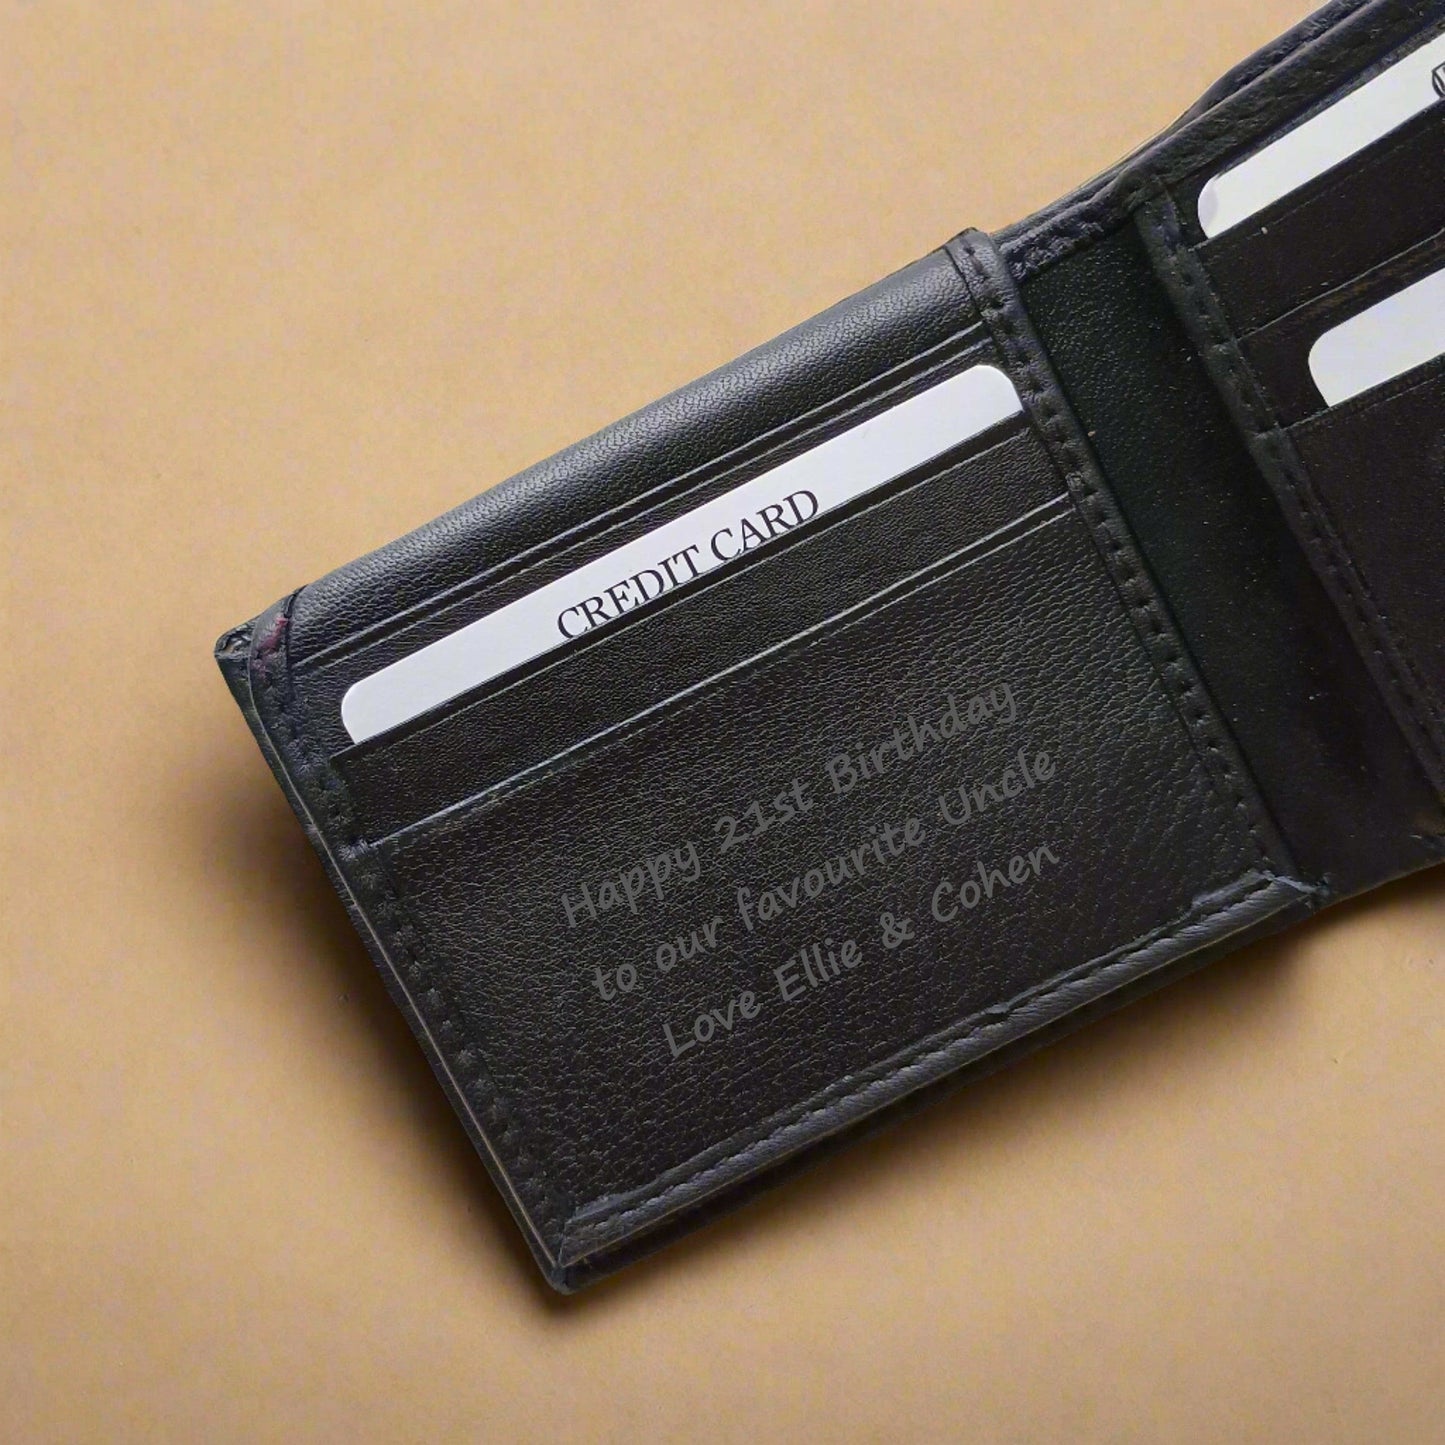 CREDIT CARD
Happy 21st Birthday
to our favourite Uncle
Love Ellie & Cohen